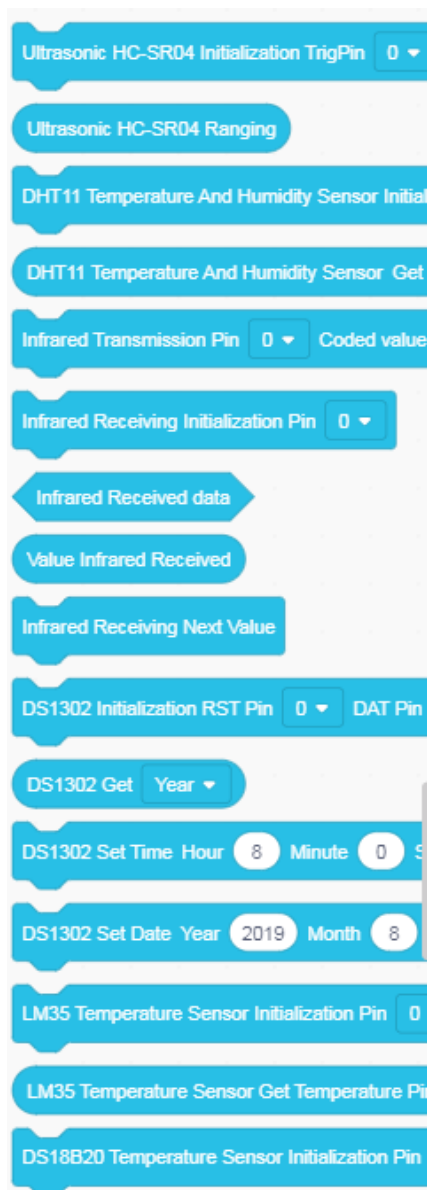 Ultrasonic HC-SR04 Initialization TrigPin 0
Ultrasonic HC-SR04 Ranging
DHT11 Temperature And Humidity Sensor Initial
DHT11 Temperature And Humidity Sensor Get
Infrared Transmission Pin 0 Coded value
Infrared Receiving Initialization Pin 0
Infrared Received data
Value Infrared Received
Infrared Receiving Next Value
DS1302 Initialization RST Pin 0 DAT Pin
DS1302 Get Year
DS1302 Set Time Hour 8 Minute 0 S
DS1302 Set Date Year 2019 Month 8
LM35 Temperature Sensor Initialization Pin 0
LM35 Temperature Sensor Get Temperature Pin
DS18B20 Temperature Sensor Initialization Pin